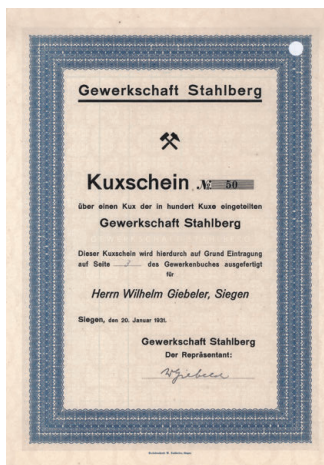 Gewerkschaft Stahlberg
Kuxschein № 50
über einen Kux der in hundert Kuxe eingeteilten
Gewerkschaft Stahlberg
Dieser Kuxschein wird hierdurch auf Grund Eintragung
auf Seite 2 des Gewerkenbuches ausgefertigt
für
Herrn Wilhelm Giebeler, Siegen
Siegen, den 20. Januar 1931.
Gewerkschaft Stahlberg
Der Repräsentant:
WGiebeler